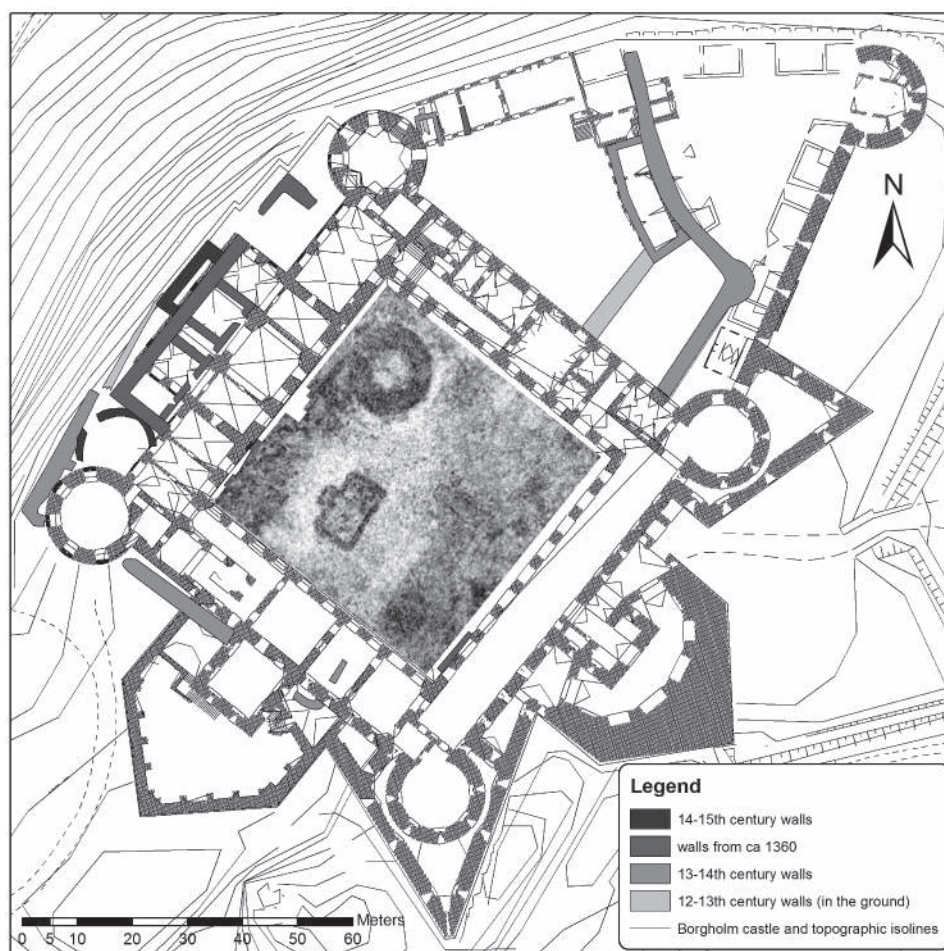 N
Legend
14-15th century walls
walls from ca 1360
13-14th century walls
12-13th century walls (in the ground)
Borgholm castle and topographic isolines
Meters
0 5 10 20 30 40 50 60